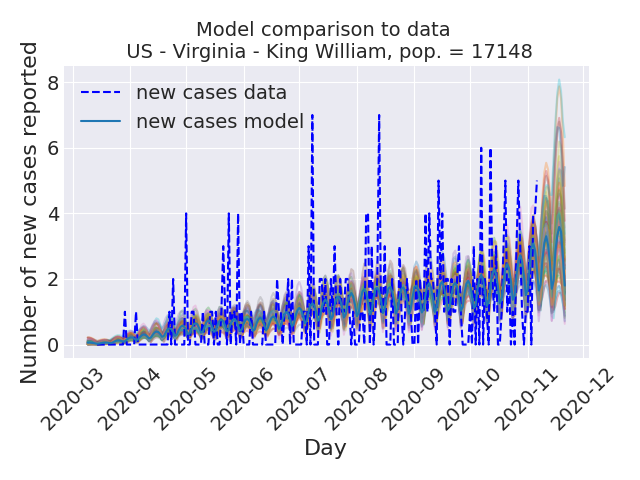 Model comparison to data
US - Virginia - King William, pop. = 17148
Number of new cases reported
8
6
4
2
0
new cases data
new cases model
2020-03
2020-04
2020-05
2020-06
2020-07
2020-08
2020-09
2020-10
2020-11
2020-12
Day